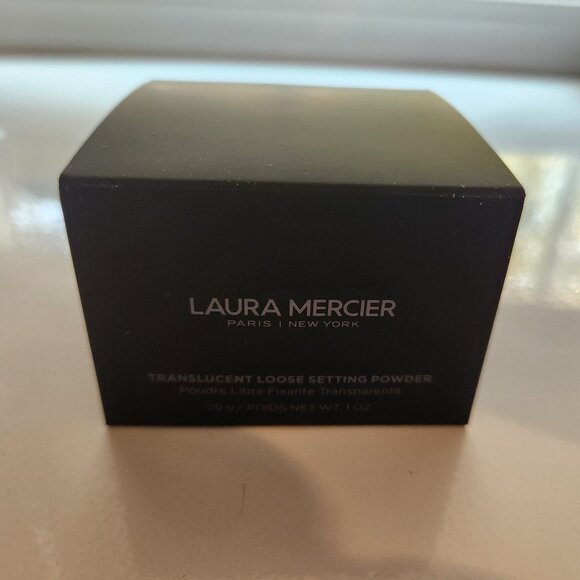 LAURA MERCIER
PARIS | NEW YORK
TRANSLUCENT LOOSE SETTING POWDER
Poudre Libre Fixante Transparente
29 g / POIDS NET WT. 1 OZ